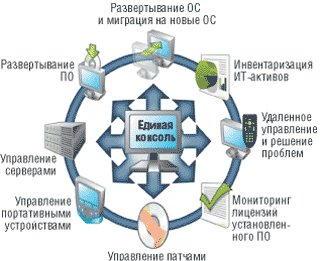 Развертывание ОС
и миграция на новые ОС
Развертывание
ПО
Инвентаризация
ИТ-активов
Единая
консоль
Удаленное
управление
и решение
проблем
Управление
серверами
Управление
портативными
устройствами
Мониторинг
лицензий
установлен-
ного ПО
Управление патчами